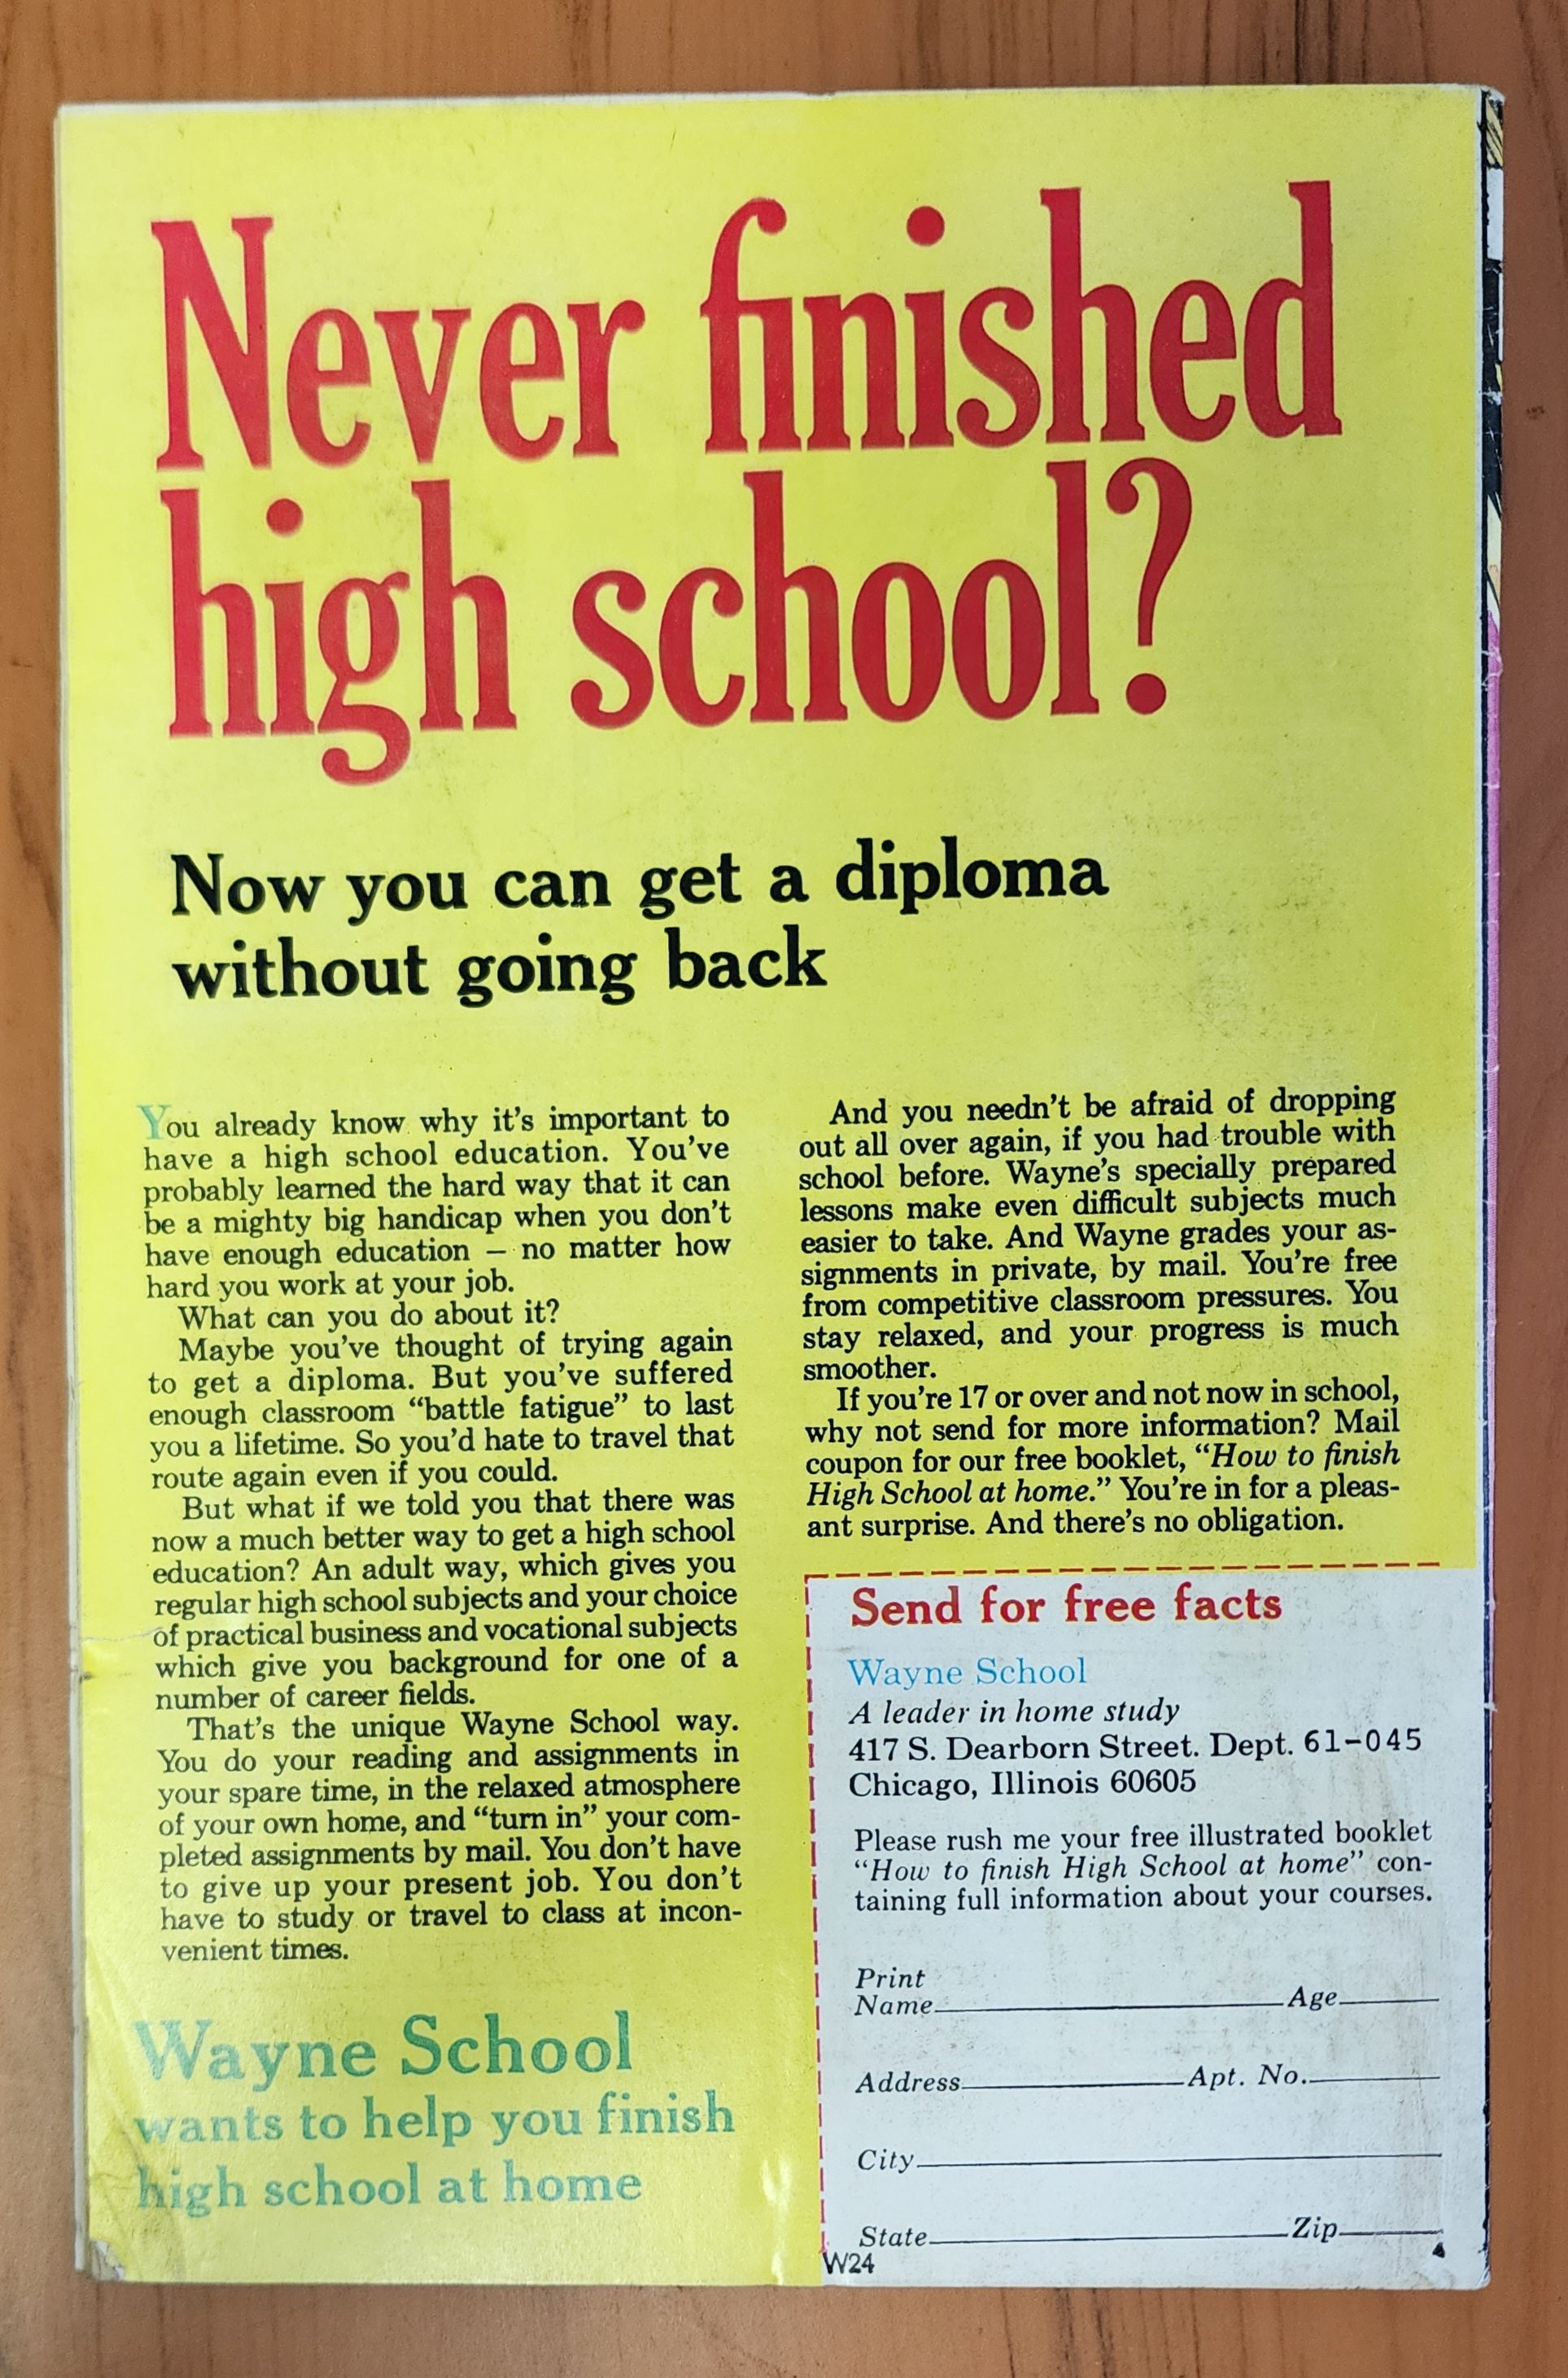 Never finished
high school?
Now you can get a diploma
without going back
You already know why it's important to
have a high school education. You've
probably learned the hard way that it can
be a mighty big handicap when you don't
have enough education – no matter how
hard you work at your job.
What can you do about it?
Maybe you've thought of trying again
to get a diploma. But you've suffered
enough classroom “battle fatigue” to last
you a lifetime. So you'd hate to travel that
route again even if you could.
But what if we told you that there was
now a much better way to get a high school
education? An adult way, which gives you
regular high school subjects and your choice
of practical business and vocational subjects
which give you background for one of a
number of career fields.
That's the unique Wayne School way.
You do your reading and assignments in
your spare time, in the relaxed atmosphere
of your own home, and “turn in” your com-
pleted assignments by mail. You don't have
to give up your present job. You don't
have to study or travel to class at incon-
venient times.
Wayne School
wants to help you finish
high school at home
And you needn't be afraid of dropping
out all over again, if you had trouble with
school before. Wayne's specially prepared
lessons make even difficult subjects much
easier to take. And Wayne grades your as-
signments in private, by mail. You're free
from competitive classroom pressures. You
stay relaxed, and your progress is much
smoother.
If you're 17 or over and not now in school,
why not send for more information? Mail
coupon for our free booklet, “How to finish
High School at home.” You're in for a pleas-
ant surprise. And there's no obligation.
Send for free facts
Wayne School
A leader in home study
417 S. Dearborn Street. Dept. 61-045
Chicago, Illinois 60605
Please rush me your free illustrated booklet
“How to finish High School at home” con-
taining full information about your courses.
Print
Name Age
Address Apt. No.
City
State Zip
W24